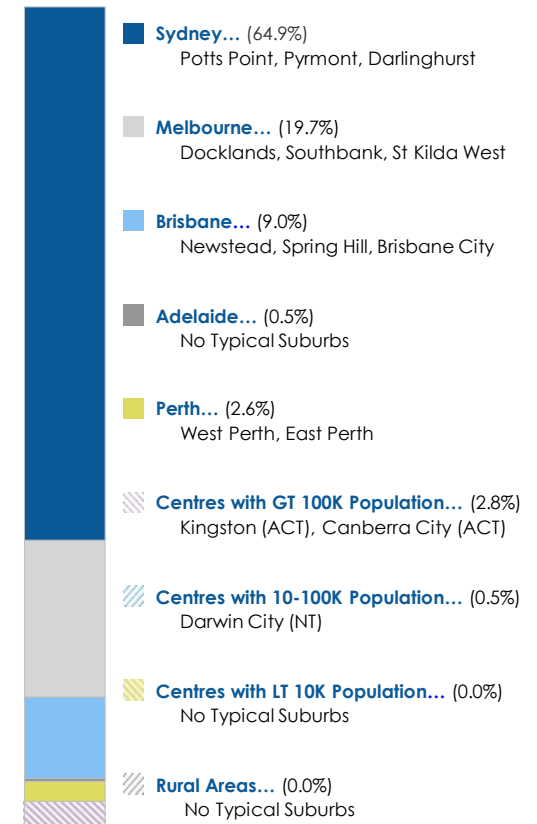 Sydney… (64.9%)
Potts Point, Pyrmont, Darlinghurst
Melbourne… (19.7%)
Docklands, Southbank, St Kilda West
Brisbane… (9.0%)
Newstead, Spring Hill, Brisbane City
Adelaide… (0.5%)
No Typical Suburbs
Perth… (2.6%)
West Perth, East Perth
Centres with GT 100K Population… (2.8%)
Kingston (ACT), Canberra City (ACT)
Centres with 10-100K Population… (0.5%)
Darwin City (NT)
Centres with LT 10K Population… (0.0%)
No Typical Suburbs
Rural Areas… (0.0%)
No Typical Suburbs